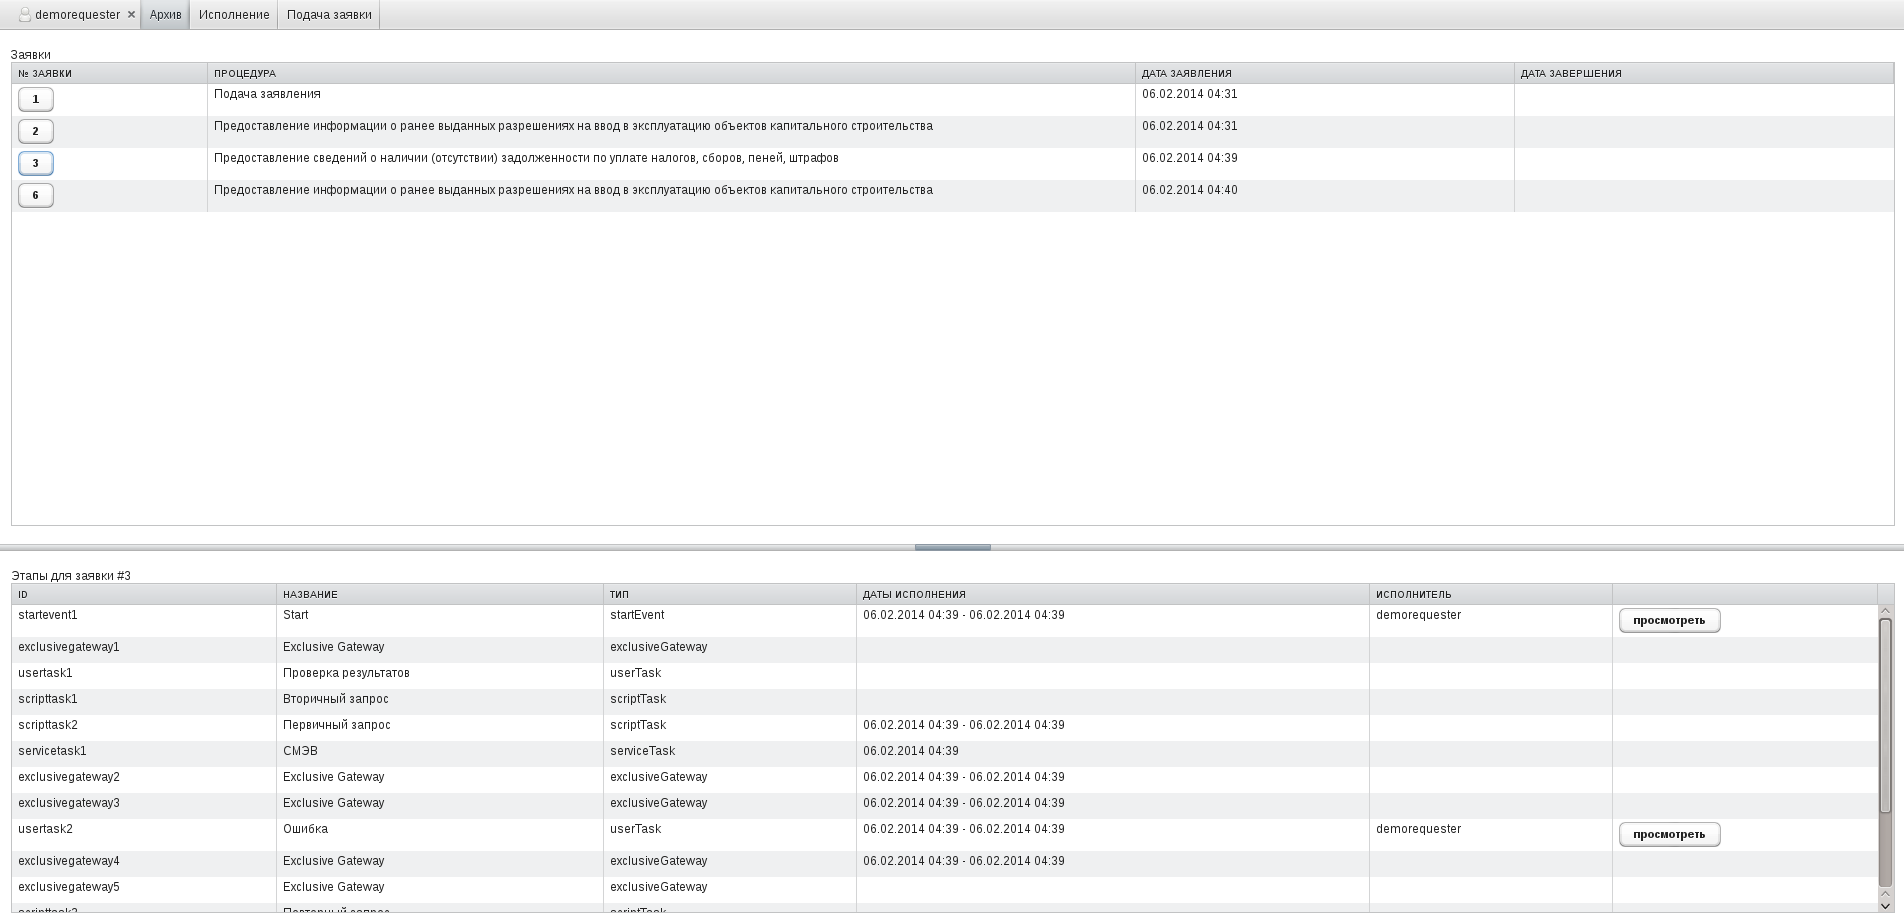 demorequester × Архив Исполнение Подача заявки
Заявки
№ ЗАЯВКИ ПРОЦЕДУРА ДАТА ЗАЯВЛЕНИЯ ДАТА ЗАВЕРШЕНИЯ
1 Подача заявления 06.02.2014 04:31
2 Предоставление информации о ранее выданных разрешениях на ввод в эксплуатацию объектов капитального строительства 06.02.2014 04:31
3 Предоставление сведений о наличии (отсутствии) задолженности по уплате налогов, сборов, пеней, штрафов 06.02.2014 04:39
6 Предоставление информации о ранее выданных разрешениях на ввод в эксплуатацию объектов капитального строительства 06.02.2014 04:40
Этапы для заявки #3
ID НАЗВАНИЕ ТИП ДАТЫ ИСПОЛНЕНИЯ ИСПОЛНИТЕЛЬ
startevent1 Start startEvent 06.02.2014 04:39 - 06.02.2014 04:39 demorequester просмотреть
exclusivegateway1 Exclusive Gateway exclusiveGateway
usertask1 Проверка результатов userTask
scripttask1 Вторичный запрос scriptTask
scripttask2 Первичный запрос scriptTask 06.02.2014 04:39 - 06.02.2014 04:39
servicetask1 СМЭВ serviceTask 06.02.2014 04:39
exclusivegateway2 Exclusive Gateway exclusiveGateway 06.02.2014 04:39 - 06.02.2014 04:39
exclusivegateway3 Exclusive Gateway exclusiveGateway 06.02.2014 04:39 - 06.02.2014 04:39
usertask2 Ошибка userTask 06.02.2014 04:39 - 06.02.2014 04:39 demorequester просмотреть
exclusivegateway4 Exclusive Gateway exclusiveGateway 06.02.2014 04:39 - 06.02.2014 04:39
exclusivegateway5 Exclusive Gateway exclusiveGateway